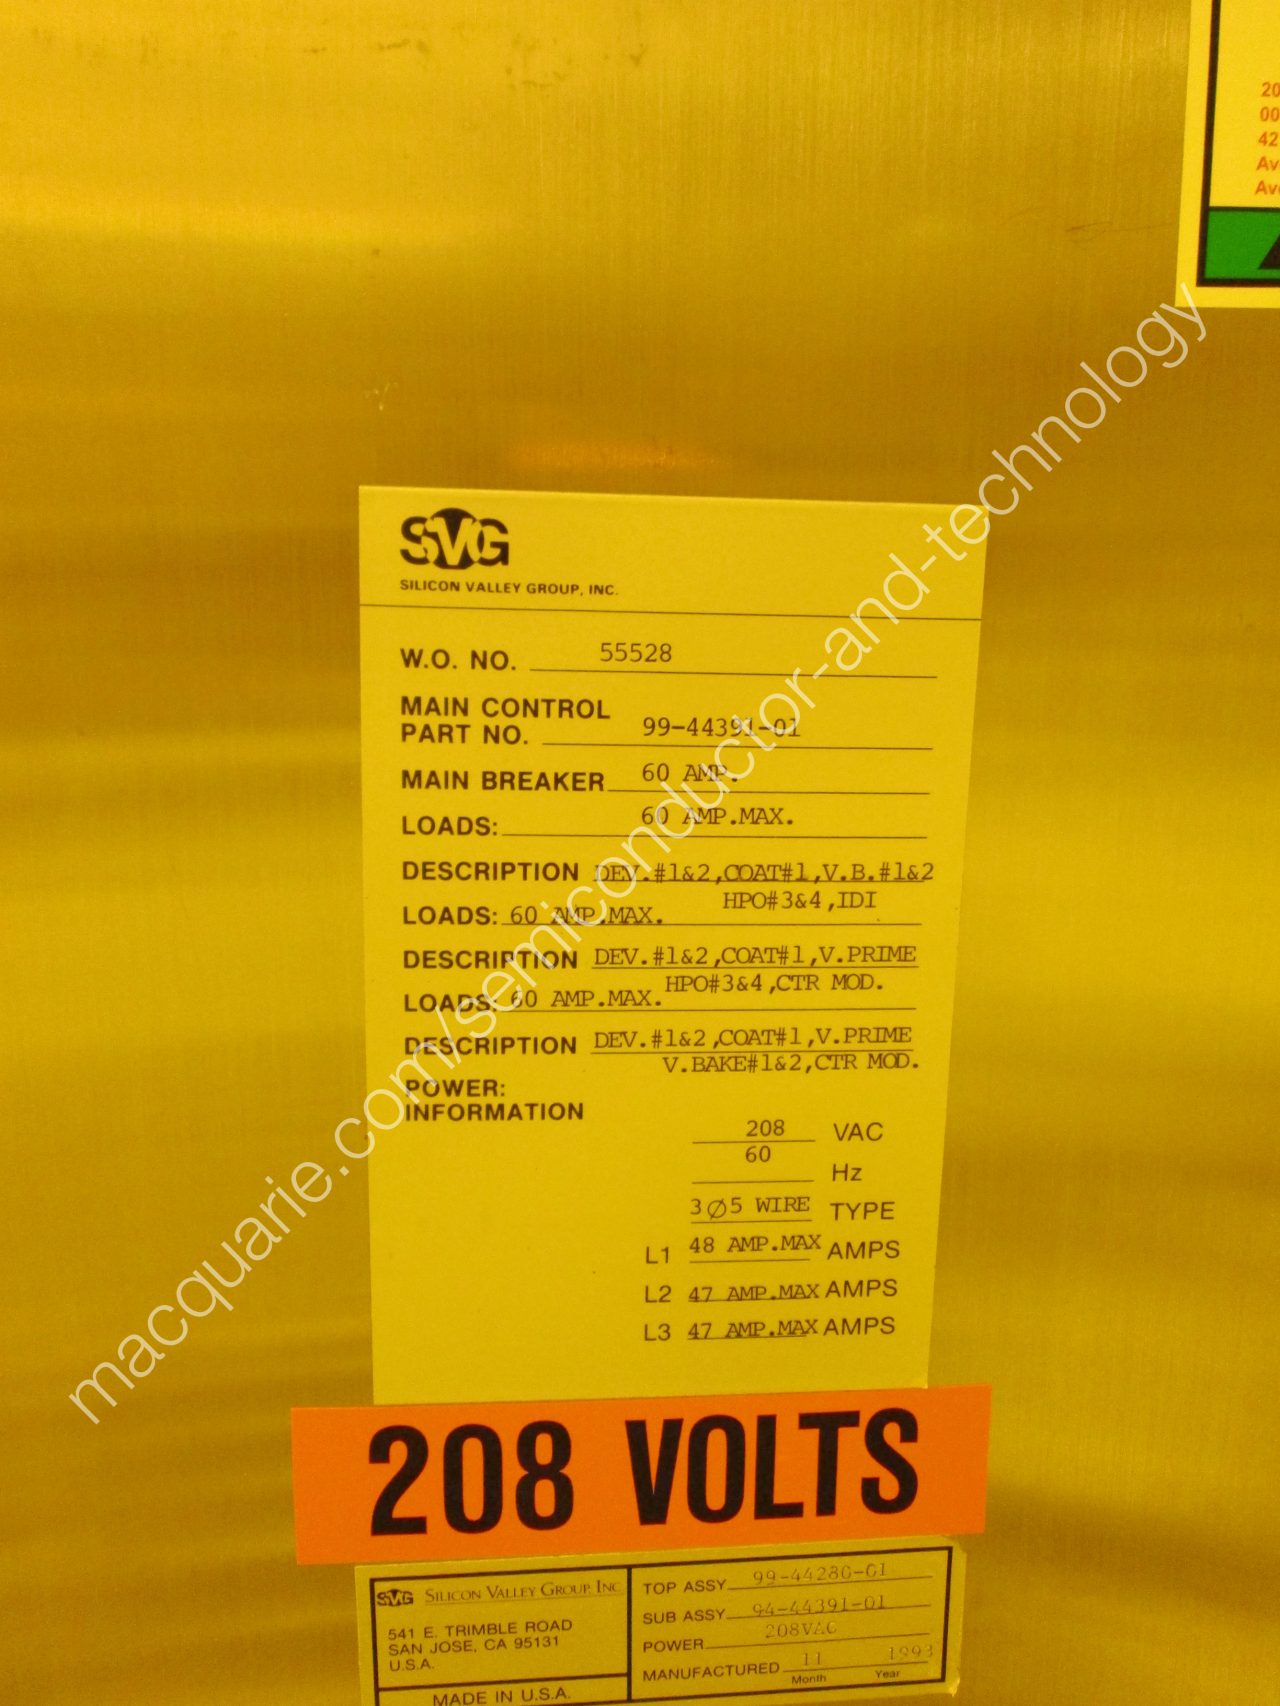 20
00
42
Av
Ave
SVG
SILICON VALLEY GROUP, INC.
W.O. NO. 55528
MAIN CONTROL
PART NO. 99-44391-01
MAIN BREAKER 60 AMP.
LOADS: 60 AMP.MAX.
DESCRIPTION DEV.#1&2,COAT#1,V.B.#1&2
HPO#3&4,IDI
LOADS: 60 AMP.MAX.
DESCRIPTION DEV.#1&2,COAT#1,V.PRIME
HPO#3&4,CTR MOD.
LOADS: 60 AMP.MAX.
DESCRIPTION DEV.#1&2,COAT#1,V.PRIME
V.BAKE#1&2,CTR MOD.
POWER:
INFORMATION
208 VAC
60 Hz
3Ø5 WIRE TYPE
L1 48 AMP.MAX AMPS
L2 47 AMP.MAX AMPS
L3 47 AMP.MAX AMPS
208 VOLTS
SVG SILICON VALLEY GROUP, INC
541 E. TRIMBLE ROAD
SAN JOSE, CA 95131
U.S.A.
MADE IN U.S.A.
TOP ASSY 99-44280-01
SUB ASSY 94-44391-01
POWER 208VAC
MANUFACTURED 11 1993
Month Year
macquarie.com/semiconductor-and-technology